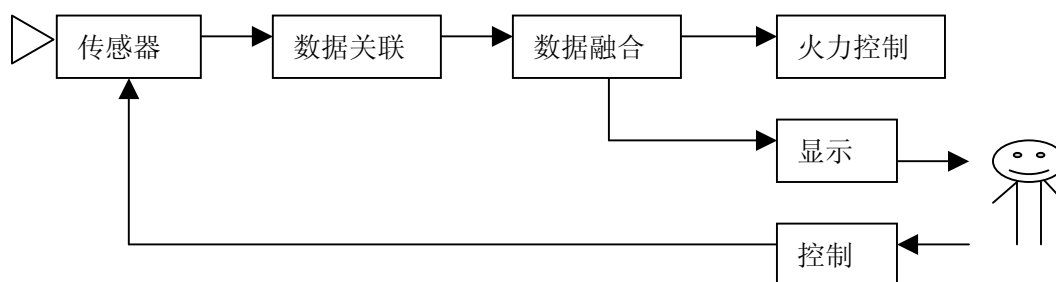 传感器
数据关联
数据融合
火力控制
显示
控制